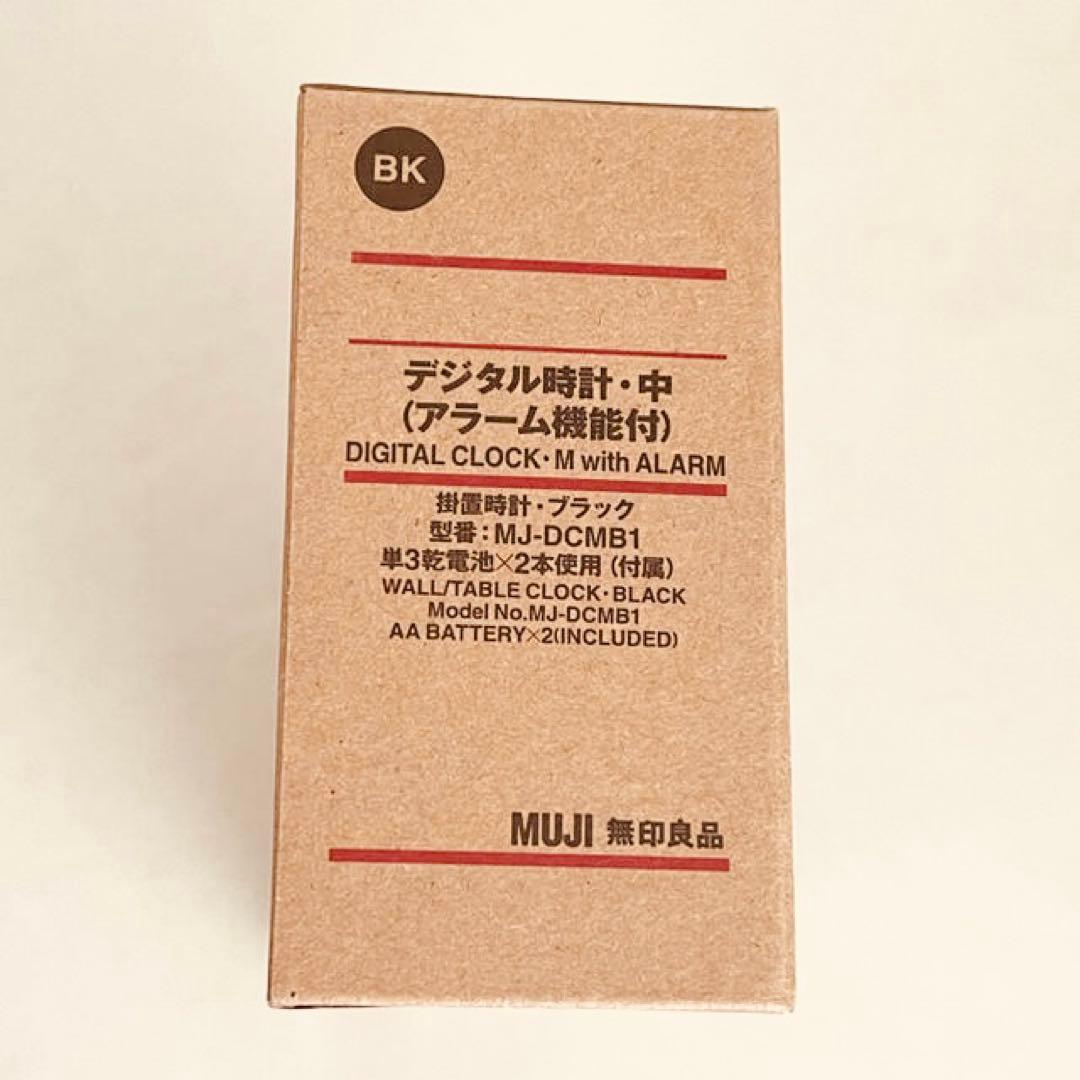 BK
デジタル時計・中
(アラーム機能付)
DIGITAL CLOCK・M with ALARM
掛置時計・ブラック
型番:MJ-DCMB1
単3乾電池×2本使用(付属)
WALL/TABLE CLOCK・BLACK
Model No.MJ-DCMB1
AA BATTERY×2(INCLUDED)
MUJI 無印良品